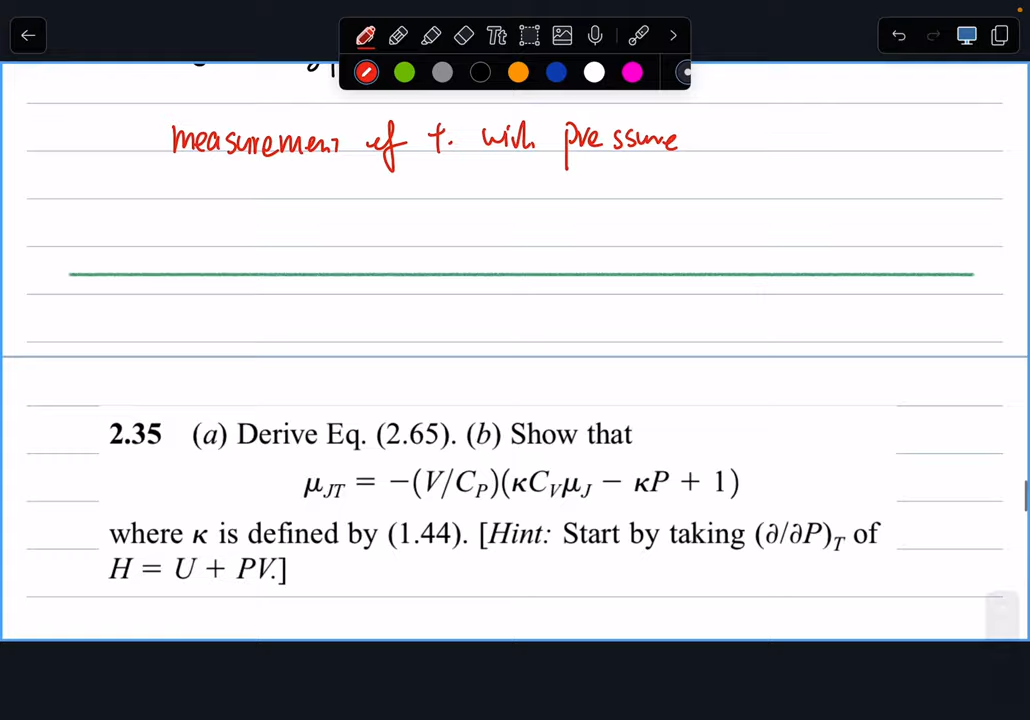 Tt
measurement of t. with pressure
2.35 (a) Derive Eq. (2.65). (b) Show that
μ_JT = −(V/C_P)(κC_Vμ_J − κP + 1)
where κ is defined by (1.44). [Hint: Start by taking (∂/∂P)_T of
H = U + PV.]